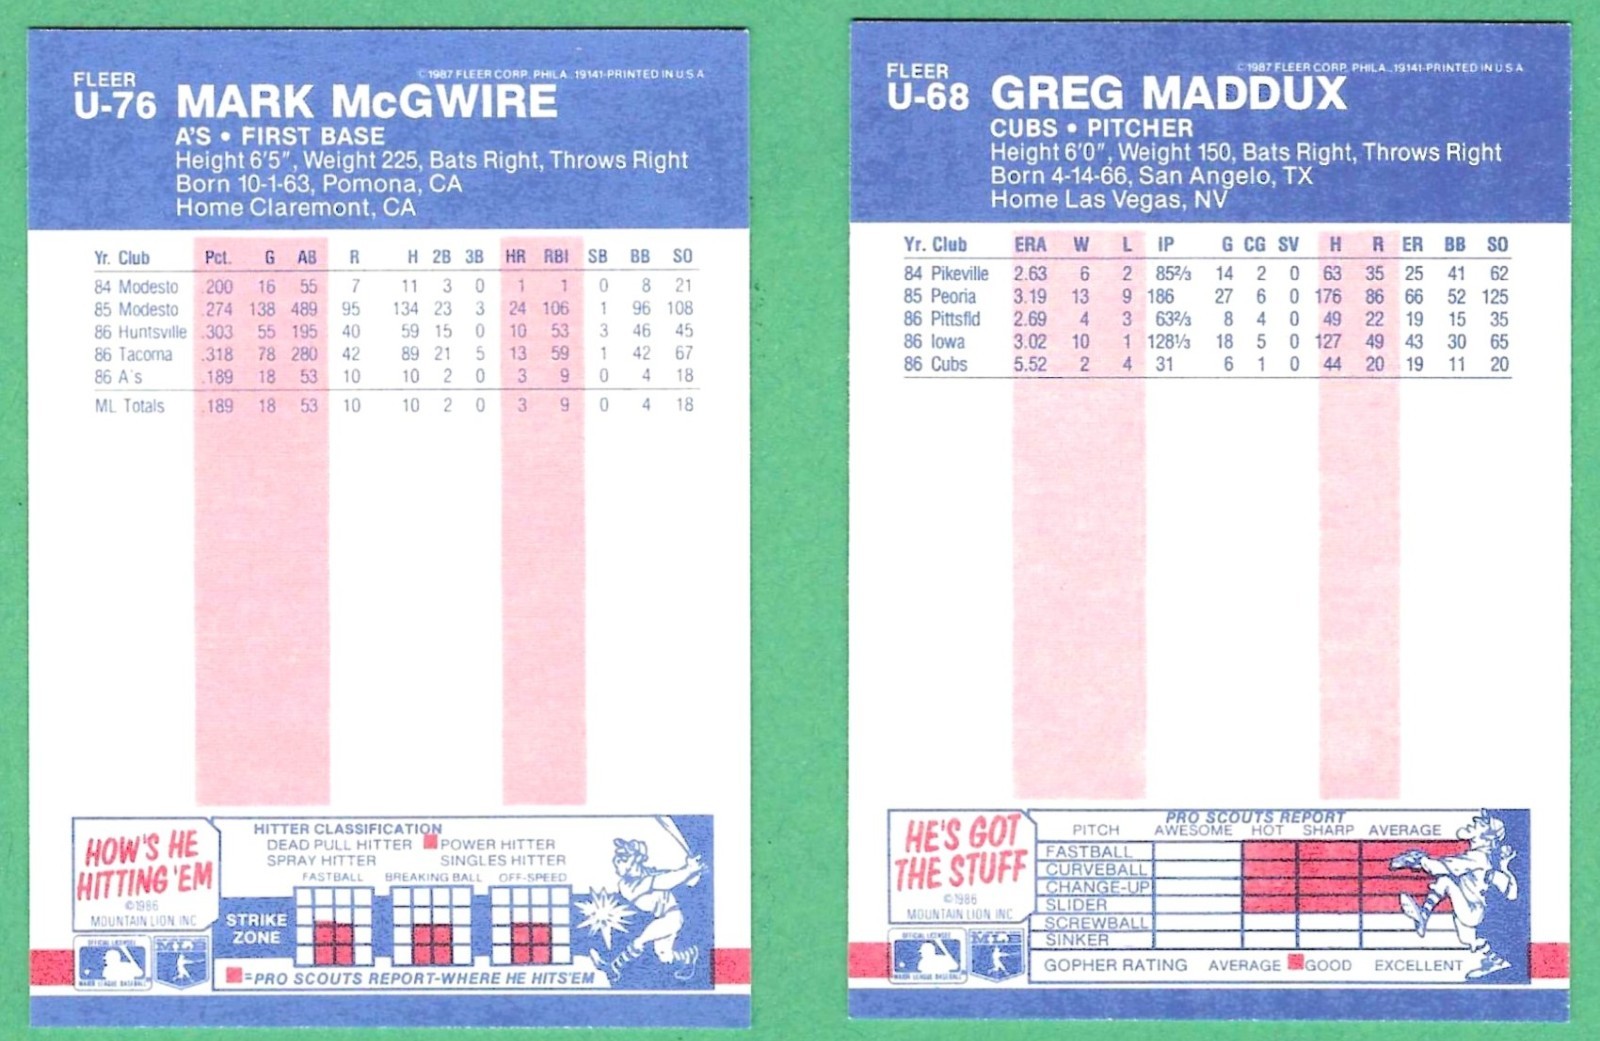 FLEER
U-76 MARK McGWIRE
©1987 FLEER CORP. PHILA., 19141-PRINTED IN U S A
A'S • FIRST BASE
Height 6'5", Weight 225, Bats Right, Throws Right
Born 10-1-63, Pomona, CA
Home Claremont, CA
Yr. Club Pct. G AB R H 2B 3B HR RBI SB BB SO
84 Modesto .200 16 55 7 11 3 0 1 1 0 8 21
85 Modesto .274 138 489 95 134 23 3 24 106 1 96 108
86 Huntsville .303 55 195 40 59 15 0 10 53 3 46 45
86 Tacoma .318 78 280 42 89 21 5 13 59 1 42 67
86 A's .189 18 53 10 10 2 0 3 9 0 4 18
ML Totals .189 18 53 10 10 2 0 3 9 0 4 18
HOW'S HE
HITTING 'EM
©1986
MOUNTAIN LION INC
HITTER CLASSIFICATION
DEAD PULL HITTER POWER HITTER
SPRAY HITTER SINGLES HITTER
FASTBALL BREAKING BALL OFF-SPEED
STRIKE
ZONE
=PRO SCOUTS REPORT-WHERE HE HITS'EM
OFFICIAL LICENSEE
MAJOR LEAGUE BASEBALL
FLEER
U-68 GREG MADDUX
©1987 FLEER CORP. PHILA., 19141-PRINTED IN U S A
CUBS • PITCHER
Height 6'0", Weight 150, Bats Right, Throws Right
Born 4-14-66, San Angelo, TX
Home Las Vegas, NV
Yr. Club ERA W L IP G CG SV H R ER BB SO
84 Pikeville 2.63 6 2 85⅔ 14 2 0 63 35 25 41 62
85 Peoria 3.19 13 9 186 27 6 0 176 86 66 52 125
86 Pittsfld 2.69 4 3 63⅔ 8 4 0 49 22 19 15 35
86 Iowa 3.02 10 1 128⅓ 18 5 0 127 49 43 30 65
86 Cubs 5.52 2 4 31 6 1 0 44 20 19 11 20
HE'S GOT
THE STUFF
©1986
MOUNTAIN LION INC
PRO SCOUTS REPORT
PITCH AWESOME HOT SHARP AVERAGE
FASTBALL
CURVEBALL
CHANGE-UP
SLIDER
SCREWBALL
SINKER
GOPHER RATING AVERAGE GOOD EXCELLENT
OFFICIAL LICENSEE
MAJOR LEAGUE BASEBALL